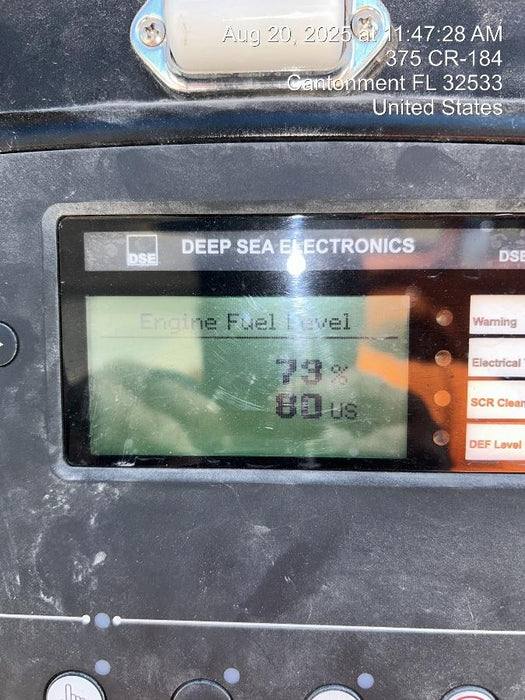 Aug 20, 2025 at 11:47:28 AM
375 CR-184
Cantonment FL 32533
United States
DSE
DEEP SEA ELECTRONICS
DSE
Engine Fuel Level
73 %
80 US
Warning
Electrical
SCR Clean
DEF Level